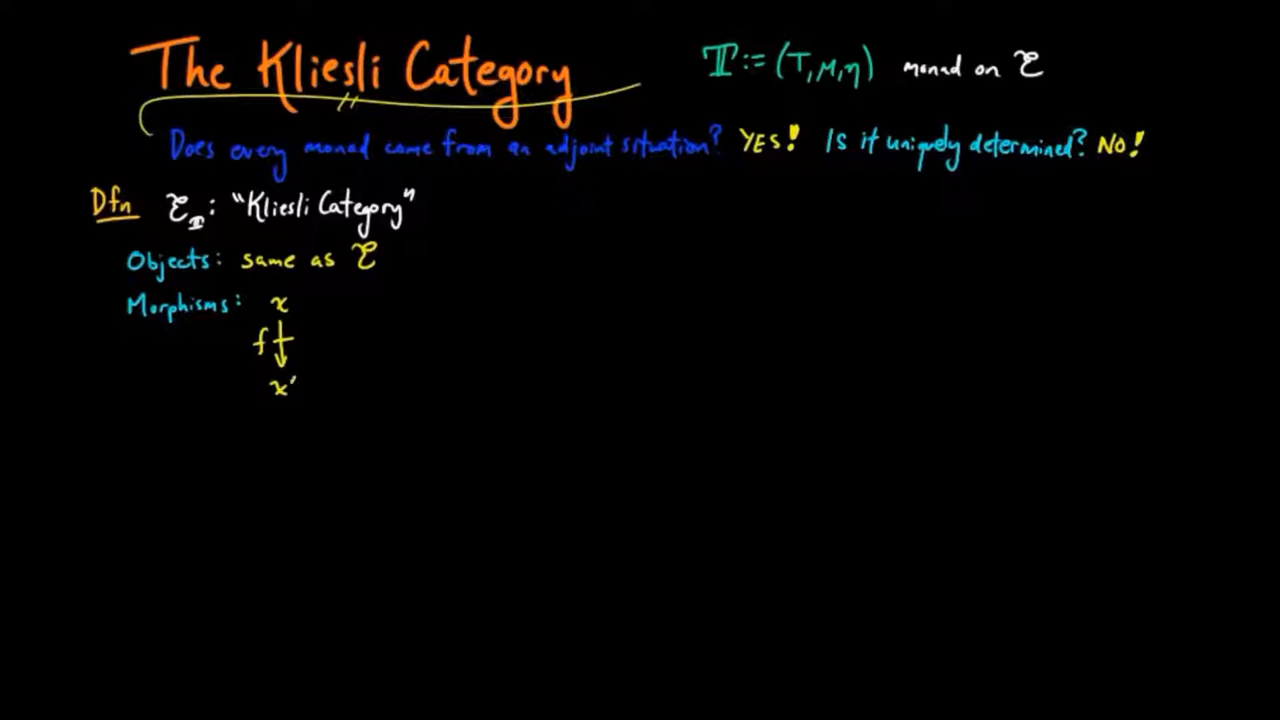 The Kliesli Category
𝕋 := (T, μ, η) monad on 𝒞
Does every monad come from an adjoint situation? YES! Is it uniquely determined? NO!
Dfn 𝒞_𝕋 : "Kliesli Category"
Objects: same as 𝒞
Morphisms: x
f
x'